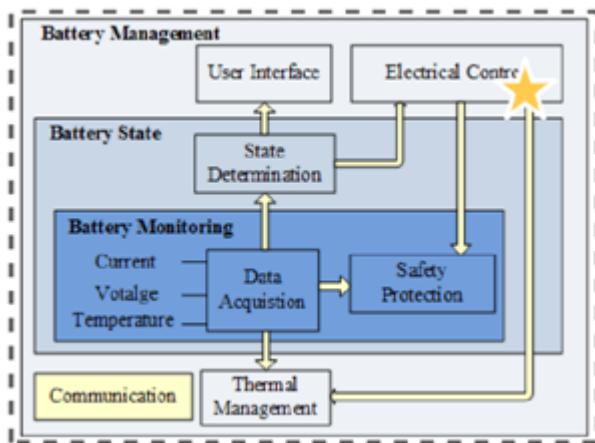 Battery Management
User Interface
Electrical Contro
Battery State
State
Determination
Battery Monitoring
Current
Votalge
Temperature
Data
Acquistion
Safety
Protection
Communication
Thermal
Management